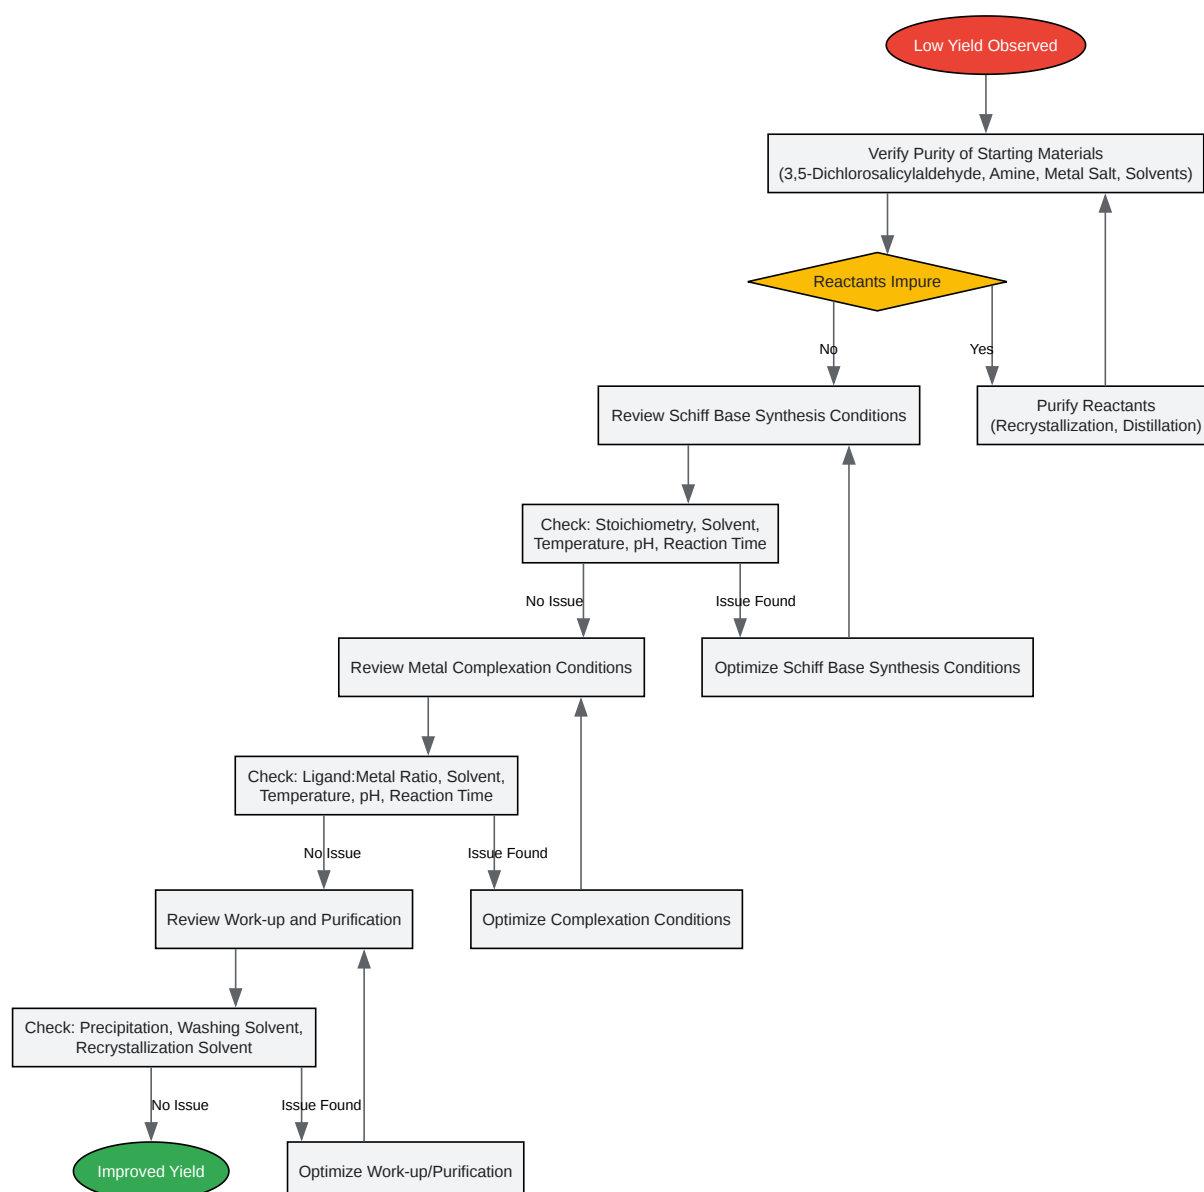 Low Yield Observed
Verify Purity of Starting Materials
(3,5-Dichlorosalicylaldehyde, Amine, Metal Salt, Solvents)
Reactants Impure
No
Yes
Review Schiff Base Synthesis Conditions
Purify Reactants
(Recrystallization, Distillation)
Check: Stoichiometry, Solvent,
Temperature, pH, Reaction Time
No Issue
Issue Found
Review Metal Complexation Conditions
Optimize Schiff Base Synthesis Conditions
Check: Ligand:Metal Ratio, Solvent,
Temperature, pH, Reaction Time
No Issue
Issue Found
Review Work-up and Purification
Optimize Complexation Conditions
Check: Precipitation, Washing Solvent,
Recrystallization Solvent
No Issue
Issue Found
Improved Yield
Optimize Work-up/Purification